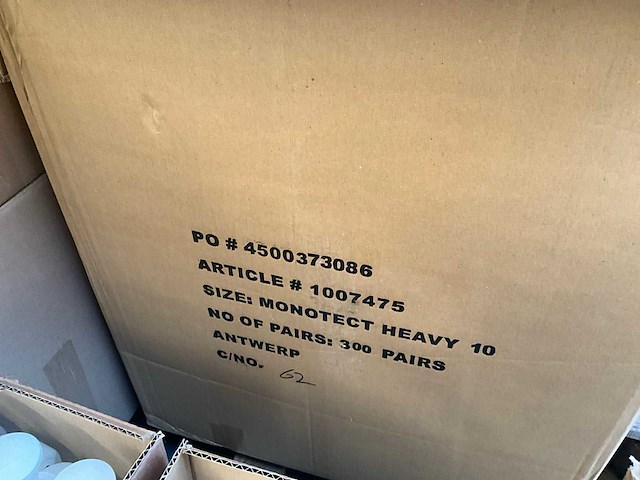 PO # 4500373086
ARTICLE # 1007475
SIZE: MONOTECT HEAVY 10
NO OF PAIRS: 300 PAIRS
ANTWERP
C/NO. 62